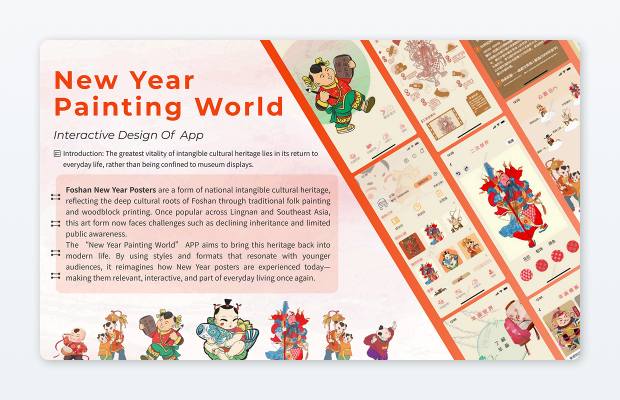 New Year
Painting World
Interactive Design Of App
Introduction: The greatest vitality of intangible cultural heritage lies in its return to
everyday life, rather than being confined to museum displays.
Foshan New Year Posters are a form of national intangible cultural heritage,
reflecting the deep cultural roots of Foshan through traditional folk painting
and woodblock printing. Once popular across Lingnan and Southeast Asia,
this art form now faces challenges such as declining inheritance and limited
public awareness.
The “New Year Painting World” APP aims to bring this heritage back into
modern life. By using styles and formats that resonate with younger
audiences, it reimagines how New Year posters are experienced today—
making them relevant, interactive, and part of everyday living once again.